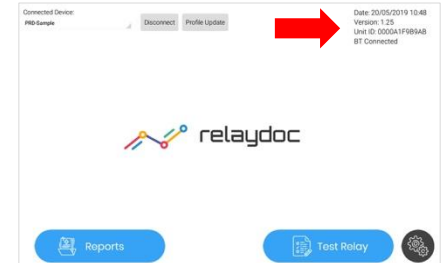 Connected Device:
PRD-Sample
Disconnect
Profile Update
Date: 20/05/2019 10:48
Version: 1.25
Unit ID: 0000A1F9B9AB
BT Connected
relaydoc
Reports
Test Relay